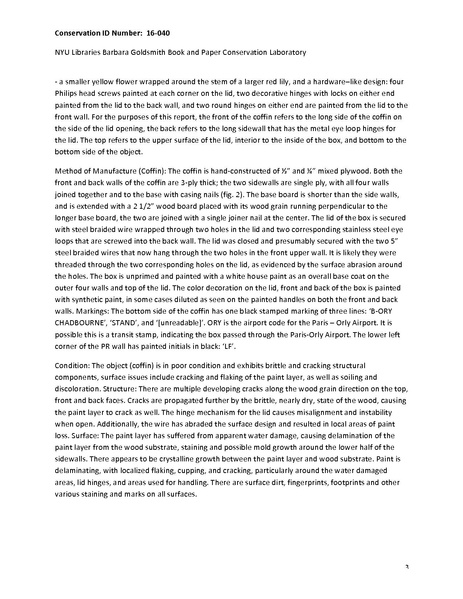 Conservation ID Number: 16-040
NYU Libraries Barbara Goldsmith Book and Paper Conservation Laboratory
- a smaller yellow flower wrapped around the stem of a larger red lily, and a hardware–like design: four
Philips head screws painted at each corner on the lid, two decorative hinges with locks on either end
painted from the lid to the back wall, and two round hinges on either end are painted from the lid to the
front wall. For the purposes of this report, the front of the coffin refers to the long side of the coffin on
the side of the lid opening, the back refers to the long sidewall that has the metal eye loop hinges for
the lid. The top refers to the upper surface of the lid, interior to the inside of the box, and bottom to the
bottom side of the object.
Method of Manufacture (Coffin): The coffin is hand-constructed of ½” and ¼” mixed plywood. Both the
front and back walls of the coffin are 3-ply thick; the two sidewalls are single ply, with all four walls
joined together and to the base with casing nails (fig. 2). The base board is shorter than the side walls,
and is extended with a 2 1/2” wood board placed with its wood grain running perpendicular to the
longer base board, the two are joined with a single joiner nail at the center. The lid of the box is secured
with steel braided wire wrapped through two holes in the lid and two corresponding stainless steel eye
loops that are screwed into the back wall. The lid was closed and presumably secured with the two 5”
steel braided wires that now hang through the two holes in the front upper wall. It is likely they were
threaded through the two corresponding holes on the lid, as evidenced by the surface abrasion around
the holes. The box is unprimed and painted with a white house paint as an overall base coat on the
outer four walls and top of the lid. The color decoration on the lid, front and back of the box is painted
with synthetic paint, in some cases diluted as seen on the painted handles on both the front and back
walls. Markings: The bottom side of the coffin has one black stamped marking of three lines: ‘B-ORY
CHADBOURNE’, ‘STAND’, and ‘[unreadable]’. ORY is the airport code for the Paris – Orly Airport. It is
possible this is a transit stamp, indicating the box passed through the Paris-Orly Airport. The lower left
corner of the PR wall has painted initials in black: ‘LF’.
Condition: The object (coffin) is in poor condition and exhibits brittle and cracking structural
components, surface issues include cracking and flaking of the paint layer, as well as soiling and
discoloration. Structure: There are multiple developing cracks along the wood grain direction on the top,
front and back faces. Cracks are propagated further by the brittle, nearly dry, state of the wood, causing
the paint layer to crack as well. The hinge mechanism for the lid causes misalignment and instability
when open. Additionally, the wire has abraded the surface design and resulted in local areas of paint
loss. Surface: The paint layer has suffered from apparent water damage, causing delamination of the
paint layer from the wood substrate, staining and possible mold growth around the lower half of the
sidewalls. There appears to be crystalline growth between the paint layer and wood substrate. Paint is
delaminating, with localized flaking, cupping, and cracking, particularly around the water damaged
areas, lid hinges, and areas used for handling. There are surface dirt, fingerprints, footprints and other
various staining and marks on all surfaces.
3